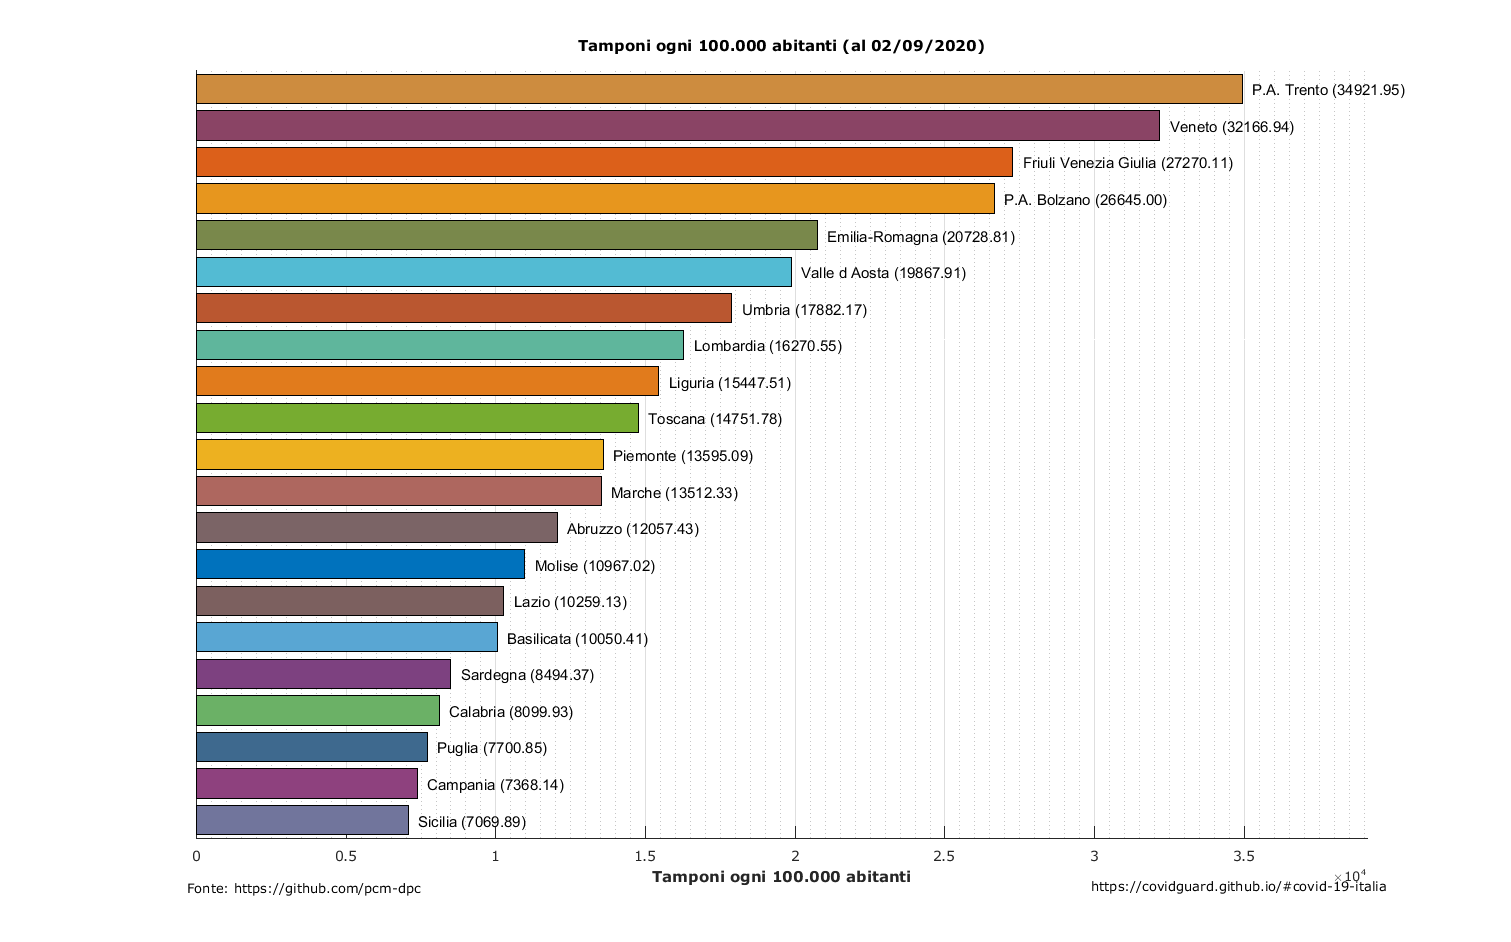 Tamponi ogni 100.000 abitanti (al 02/09/2020)
P.A. Trento (34921.95)
Veneto (32166.94)
Friuli Venezia Giulia (27270.11)
P.A. Bolzano (26645.00)
Emilia-Romagna (20728.81)
Valle d Aosta (19867.91)
Umbria (17882.17)
Lombardia (16270.55)
Liguria (15447.51)
Toscana (14751.78)
Piemonte (13595.09)
Marche (13512.33)
Abruzzo (12057.43)
Molise (10967.02)
Lazio (10259.13)
Basilicata (10050.41)
Sardegna (8494.37)
Calabria (8099.93)
Puglia (7700.85)
Campania (7368.14)
Sicilia (7069.89)
0 0.5 1 1.5 2 2.5 3 3.5
×10⁴
Tamponi ogni 100.000 abitanti
Fonte: https://github.com/pcm-dpc
https://covidguard.github.io/#covid-19-italia